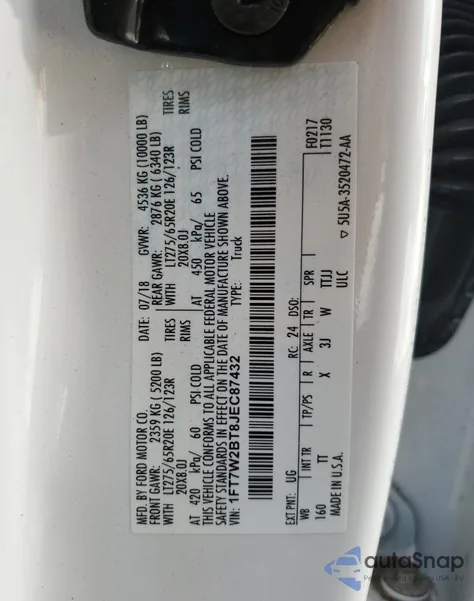 MFD. BY FORD MOTOR CO.
DATE: 07/18 GVWR: 4536 KG (10000 LB)
FRONT GAWR: 2359 KG (5200 LB) REAR GAWR: 2876 KG (6340 LB)
WITH LT275/65R20E 126/123R TIRES WITH LT275/65R20E 126/123R TIRES
20X8.0J RIMS 20X8.0J RIMS
AT 420 kPa/ 60 PSI COLD AT 450 kPa/ 65 PSI COLD
THIS VEHICLE CONFORMS TO ALL APPLICABLE FEDERAL MOTOR VEHICLE
SAFETY STANDARDS IN EFFECT ON THE DATE OF MANUFACTURE SHOWN ABOVE.
VIN: 1FT7W2BT8JEC87432 TYPE: Truck
EXT PNT: UG RC: 24 DSO: F0217
WB INT TR TP/PS R AXLE TR SPR T1130
160 TT X 3J W TTJJ
MADE IN U.S.A. ULC ▽ 5U5A-3520472-AA
autaSnap